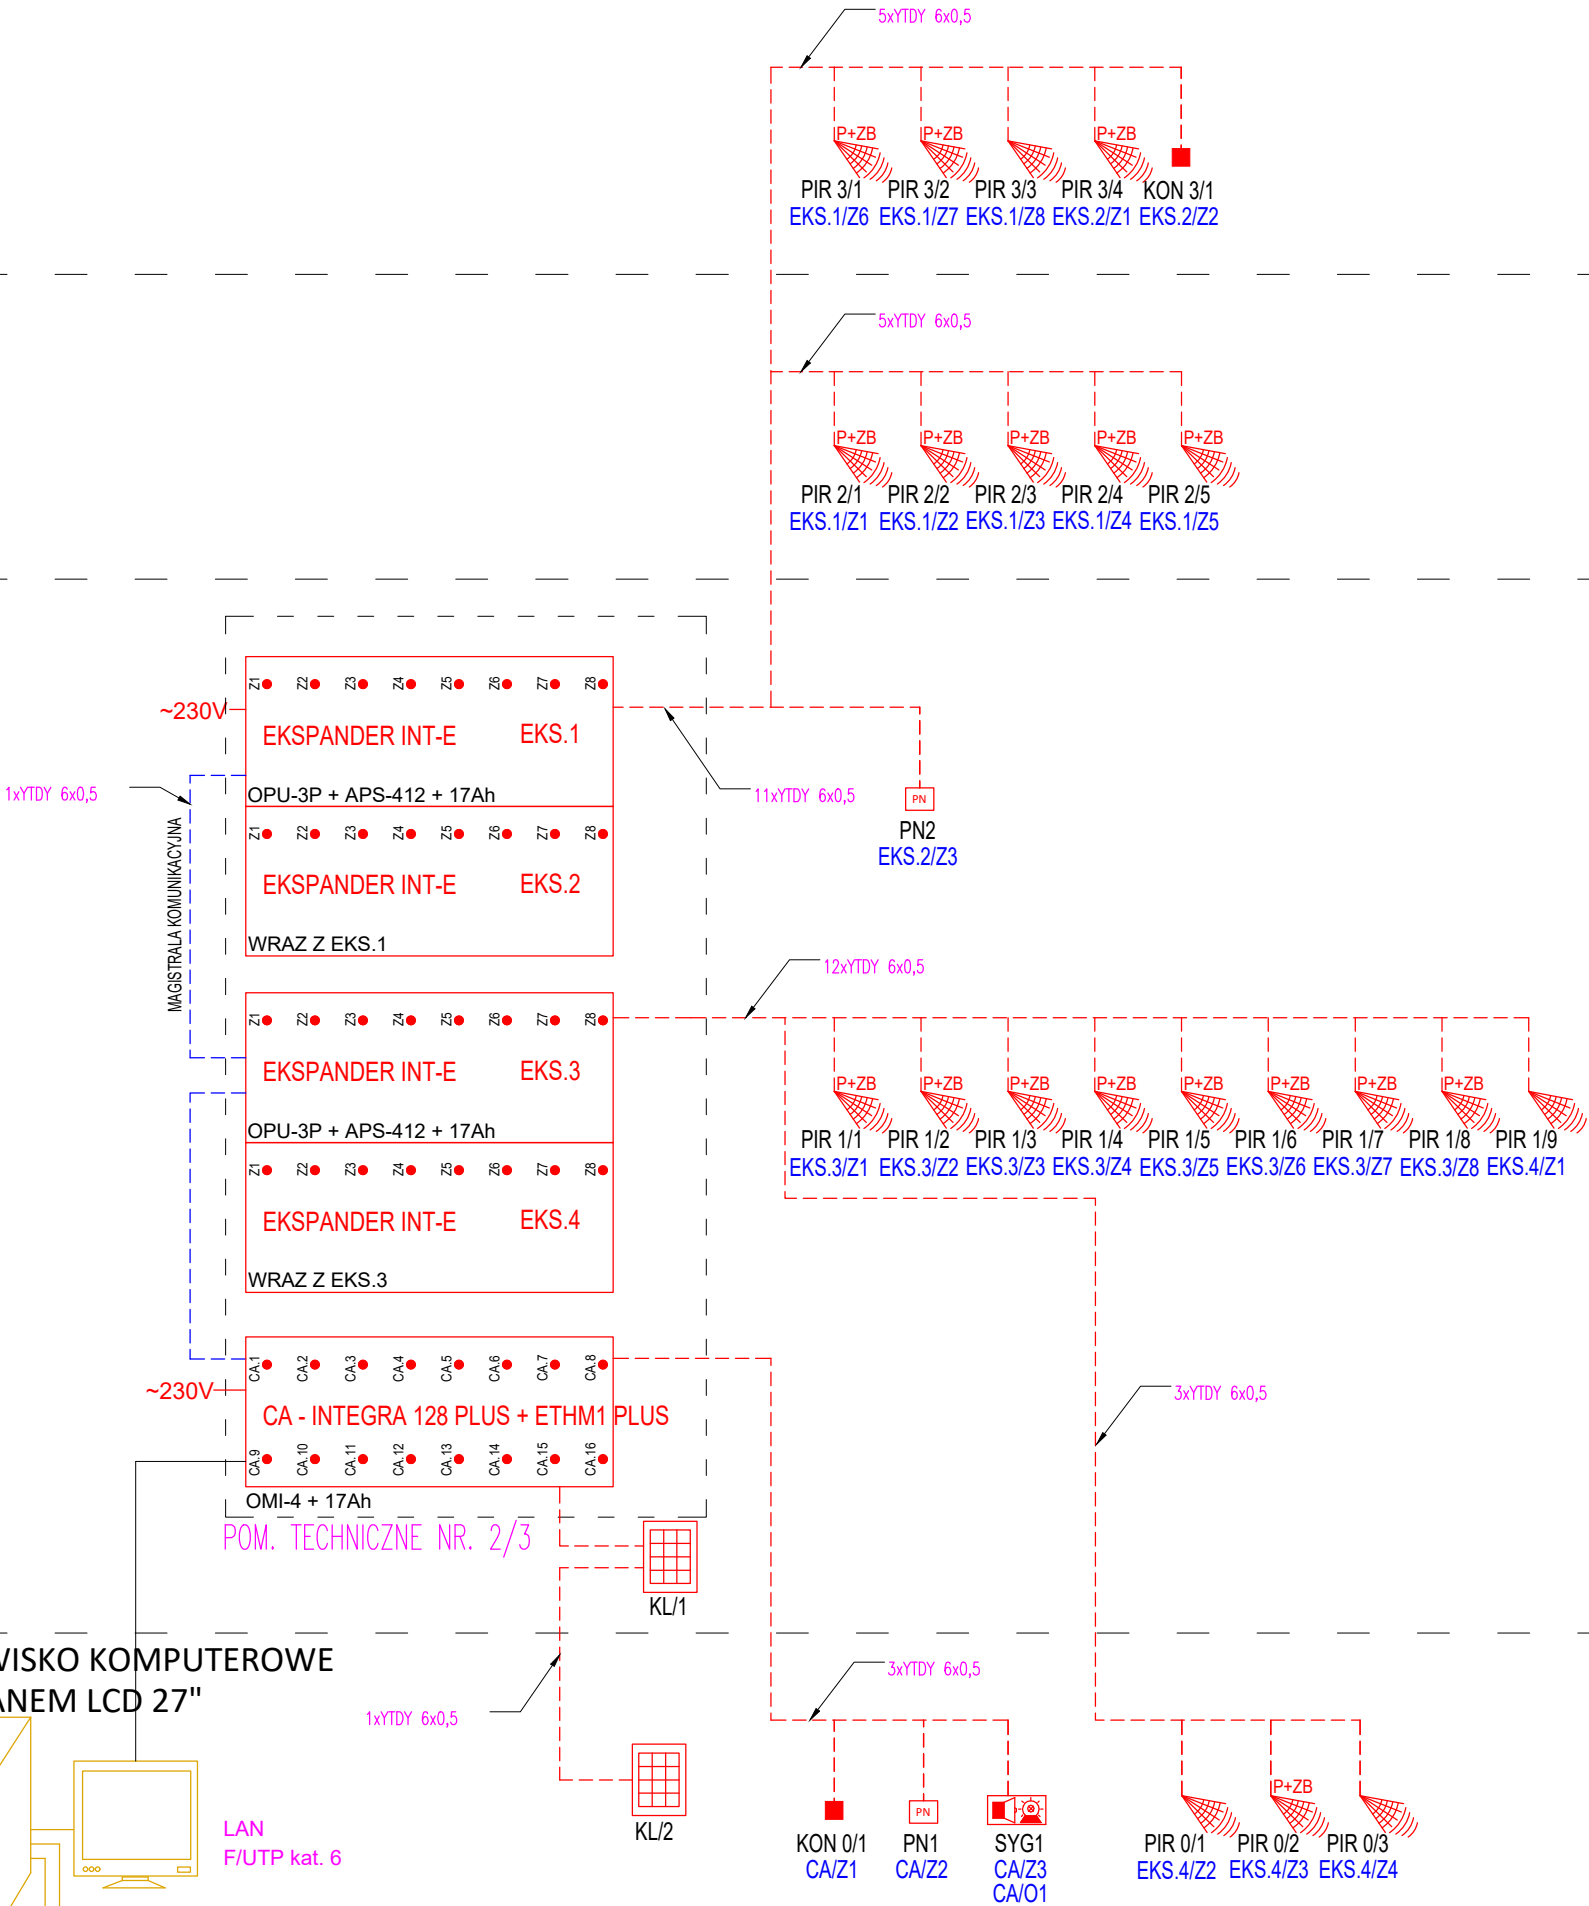 5xYTDY 6x0,5
P+ZB P+ZB P+ZB
PIR 3/1 PIR 3/2 PIR 3/3 PIR 3/4 KON 3/1
EKS.1/Z6 EKS.1/Z7 EKS.1/Z8 EKS.2/Z1 EKS.2/Z2
5xYTDY 6x0,5
P+ZB P+ZB P+ZB P+ZB P+ZB
PIR 2/1 PIR 2/2 PIR 2/3 PIR 2/4 PIR 2/5
EKS.1/Z1 EKS.1/Z2 EKS.1/Z3 EKS.1/Z4 EKS.1/Z5
Z1 Z2 Z3 Z4 Z5 Z6 Z7 Z8
~230V
EKSPANDER INT-E EKS.1
OPU-3P + APS-412 + 17Ah
1xYTDY 6x0,5
11xYTDY 6x0,5
PN
PN2
EKS.2/Z3
MAGISTRALA KOMUNIKACYJNA
Z1 Z2 Z3 Z4 Z5 Z6 Z7 Z8
EKSPANDER INT-E EKS.2
WRAZ Z EKS.1
12xYTDY 6x0,5
Z1 Z2 Z3 Z4 Z5 Z6 Z7 Z8
EKSPANDER INT-E EKS.3
OPU-3P + APS-412 + 17Ah
P+ZB P+ZB P+ZB P+ZB P+ZB P+ZB P+ZB P+ZB
PIR 1/1 PIR 1/2 PIR 1/3 PIR 1/4 PIR 1/5 PIR 1/6 PIR 1/7 PIR 1/8 PIR 1/9
EKS.3/Z1 EKS.3/Z2 EKS.3/Z3 EKS.3/Z4 EKS.3/Z5 EKS.3/Z6 EKS.3/Z7 EKS.3/Z8 EKS.4/Z1
Z1 Z2 Z3 Z4 Z5 Z6 Z7 Z8
EKSPANDER INT-E EKS.4
WRAZ Z EKS.3
CA.1 CA.2 CA.3 CA.4 CA.5 CA.6 CA.7 CA.8
~230V
CA - INTEGRA 128 PLUS + ETHM1 PLUS
CA.9 CA.10 CA.11 CA.12 CA.13 CA.14 CA.15 CA.16
OMI-4 + 17Ah
3xYTDY 6x0,5
POM. TECHNICZNE NR. 2/3
KL/1
WISKO KOMPUTEROWE
ANEM LCD 27"
1xYTDY 6x0,5
3xYTDY 6x0,5
LAN
F/UTP kat. 6
KL/2
PN
P+ZB
KON 0/1 PN1 SYG1 PIR 0/1 PIR 0/2 PIR 0/3
CA/Z1 CA/Z2 CA/Z3 EKS.4/Z2 EKS.4/Z3 EKS.4/Z4
CA/O1